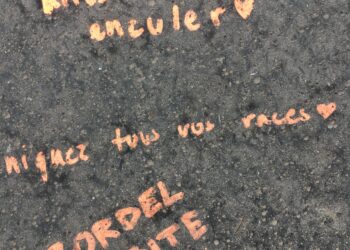 enculer ♥
niquez tous vos races ♥
BORDEL